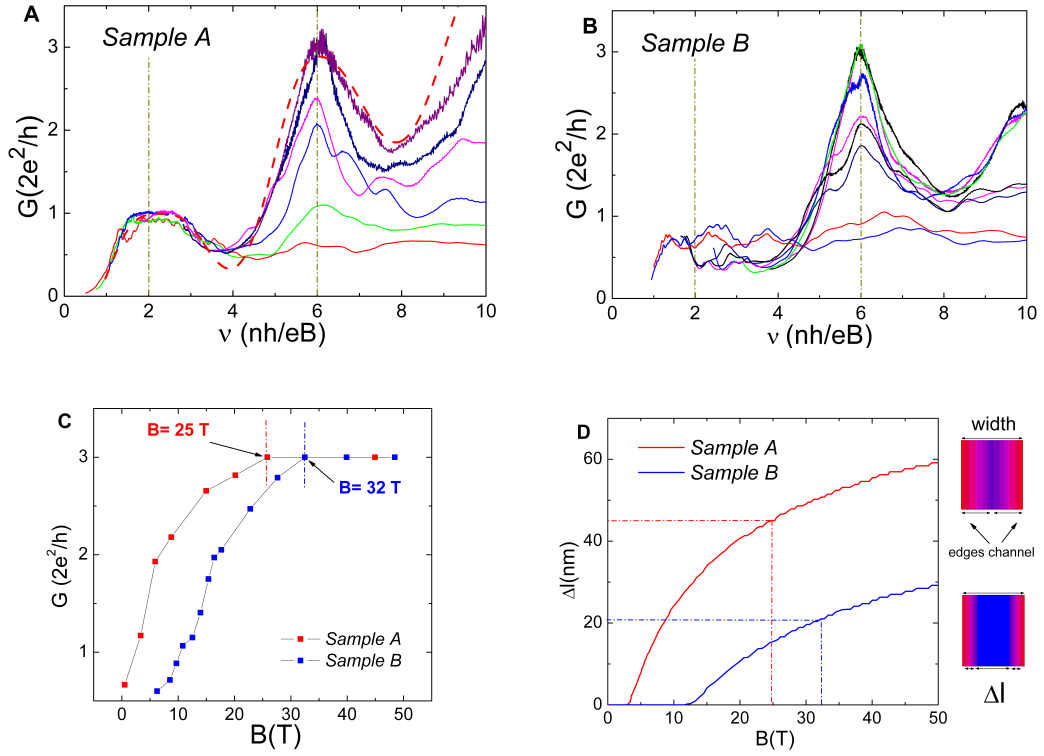 A
Sample A
G(2e²/h)
3
2
1
0
0 2 4 6 8 10
ν (nh/eB)
B
Sample B
G (2e²/h)
3
2
1
0
0 2 4 6 8 10
ν (nh/eB)
C
B= 25 T
B= 32 T
G (2e²/h)
3
2
1
Sample A
Sample B
0 10 20 30 40 50
B(T)
D
Sample A
Sample B
Δl(nm)
60
40
20
0
0 10 20 30 40 50
B(T)
width
edges channel
Δl